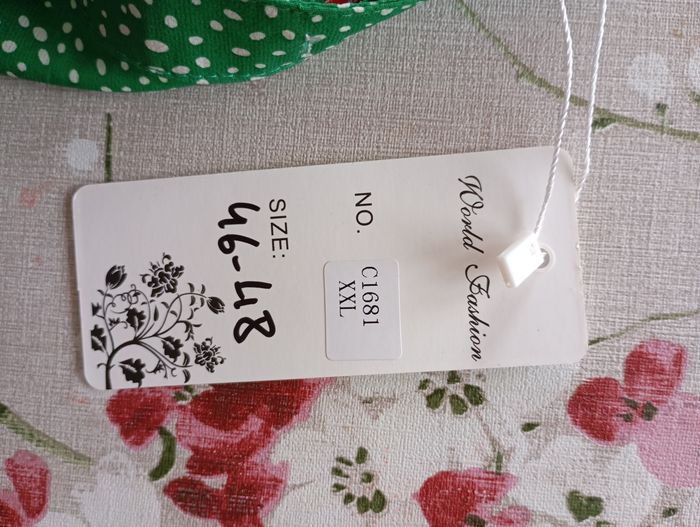 World Fashion
NO.
C1681
XXL
SIZE:
46-48